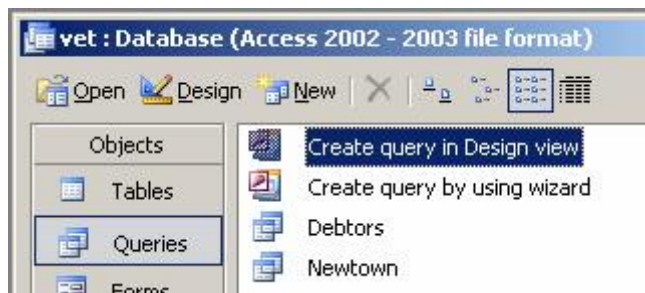 vet : Database (Access 2002 - 2003 file format)
Open Design New
Objects
Create query in Design view
Tables
Create query by using wizard
Queries
Debtors
Newtown
Forms